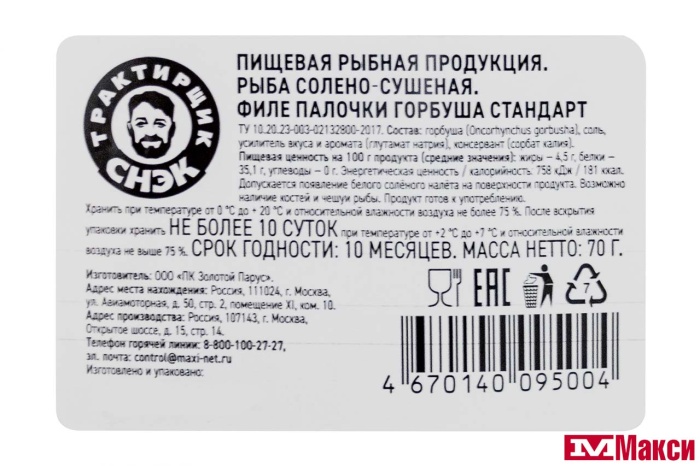 ТРАКТИРЩИК
СНЭК
ПИЩЕВАЯ РЫБНАЯ ПРОДУКЦИЯ.
РЫБА СОЛЕНО-СУШЕНАЯ.
ФИЛЕ ПАЛОЧКИ ГОРБУША СТАНДАРТ
ТУ 10.20.23-003-02132800-2017. Состав: горбуша (Oncorhynchus gorbusha), соль,
усилитель вкуса и аромата (глутамат натрия), консервант (сорбат калия).
Пищевая ценность на 100 г продукта (средние значения): жиры – 4,5 г, белки –
35,1 г, углеводы – 0 г. Энергетическая ценность / калорийность: 758 кДж / 181 ккал.
Допускается появление белого солёного налёта на поверхности продукта. Возможно
наличие костей и чешуи рыбы. Продукт готов к употреблению.
Хранить при температуре от 0 °C до + 20 °C и относительной влажности воздуха не более 75 %. После вскрытия
упаковки хранить НЕ БОЛЕЕ 10 СУТОК при температуре от +2 °C до +7 °C и относительной влажности
воздуха не выше 75 %. СРОК ГОДНОСТИ: 10 МЕСЯЦЕВ. МАССА НЕТТО: 70 Г.
Изготовитель: ООО «ПК Золотой Парус».
Адрес места нахождения: Россия, 111024, г. Москва,
ул. Авиамоторная, д. 50, стр. 2, помещение XI, ком. 10.
Адрес производства: Россия, 107143, г. Москва,
Открытое шоссе, д. 15, стр. 14.
Телефон горячей линии: 8-800-100-27-27,
эл. почта: control@maxi-net.ru
Изготовлено и упаковано:
EAC
7
4 670140 095004
Макси